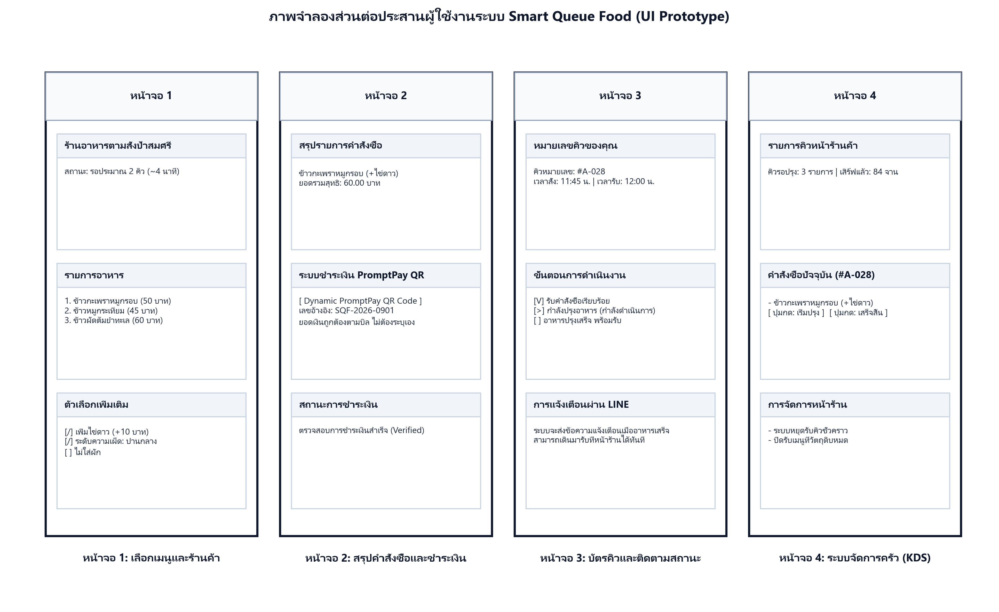 ภาพจำลองส่วนต่อประสานผู้ใช้งานระบบ Smart Queue Food (UI Prototype)
หน้าจอ 1
ร้านอาหารตามสั่งป้าสมศรี
สถานะ: รอประมาณ 2 คิว (~4 นาที)
รายการอาหาร
1. ข้าวกะเพราหมูกรอบ (50 บาท)
2. ข้าวหมูกระเทียม (45 บาท)
3. ข้าวผัดต้มยำทะเล (60 บาท)
ตัวเลือกเพิ่มเติม
[/] เพิ่มไข่ดาว (+10 บาท)
[/] ระดับความเผ็ด: ปานกลาง
[ ] ไม่ใส่ผัก
หน้าจอ 1: เลือกเมนูและร้านค้า
หน้าจอ 2
สรุปรายการคำสั่งซื้อ
ข้าวกะเพราหมูกรอบ (+ไข่ดาว)
ยอดรวมสุทธิ: 60.00 บาท
ระบบชำระเงิน PromptPay QR
[ Dynamic PromptPay QR Code ]
เลขอ้างอิง: SQF-2026-0901
ยอดเงินถูกต้องตามบิล ไม่ต้องระบุเอง
สถานะการชำระเงิน
ตรวจสอบการชำระเงินสำเร็จ (Verified)
หน้าจอ 2: สรุปคำสั่งซื้อและชำระเงิน
หน้าจอ 3
หมายเลขคิวของคุณ
คิวหมายเลข: #A-028
เวลาสั่ง: 11:45 น. | เวลารับ: 12:00 น.
ขั้นตอนการดำเนินงาน
[V] รับคำสั่งซื้อเรียบร้อย
[>] กำลังปรุงอาหาร (กำลังดำเนินการ)
[ ] อาหารปรุงเสร็จ พร้อมรับ
การแจ้งเตือนผ่าน LINE
ระบบจะส่งข้อความแจ้งเตือนเมื่ออาหารเสร็จ
สามารถเดินมารับที่หน้าร้านได้ทันที
หน้าจอ 3: บัตรคิวและติดตามสถานะ
หน้าจอ 4
รายการคิวหน้าร้านค้า
คิวรอปรุง: 3 รายการ | เสิร์ฟแล้ว: 84 จาน
คำสั่งซื้อปัจจุบัน (#A-028)
- ข้าวกะเพราหมูกรอบ (+ไข่ดาว)
[ ปุ่มกด: เริ่มปรุง ] [ ปุ่มกด: เสร็จสิ้น ]
การจัดการหน้าร้าน
- ระบบหยุดรับคิวชั่วคราว
- ปิดรับเมนูที่วัตถุดิบหมด
หน้าจอ 4: ระบบจัดการครัว (KDS)